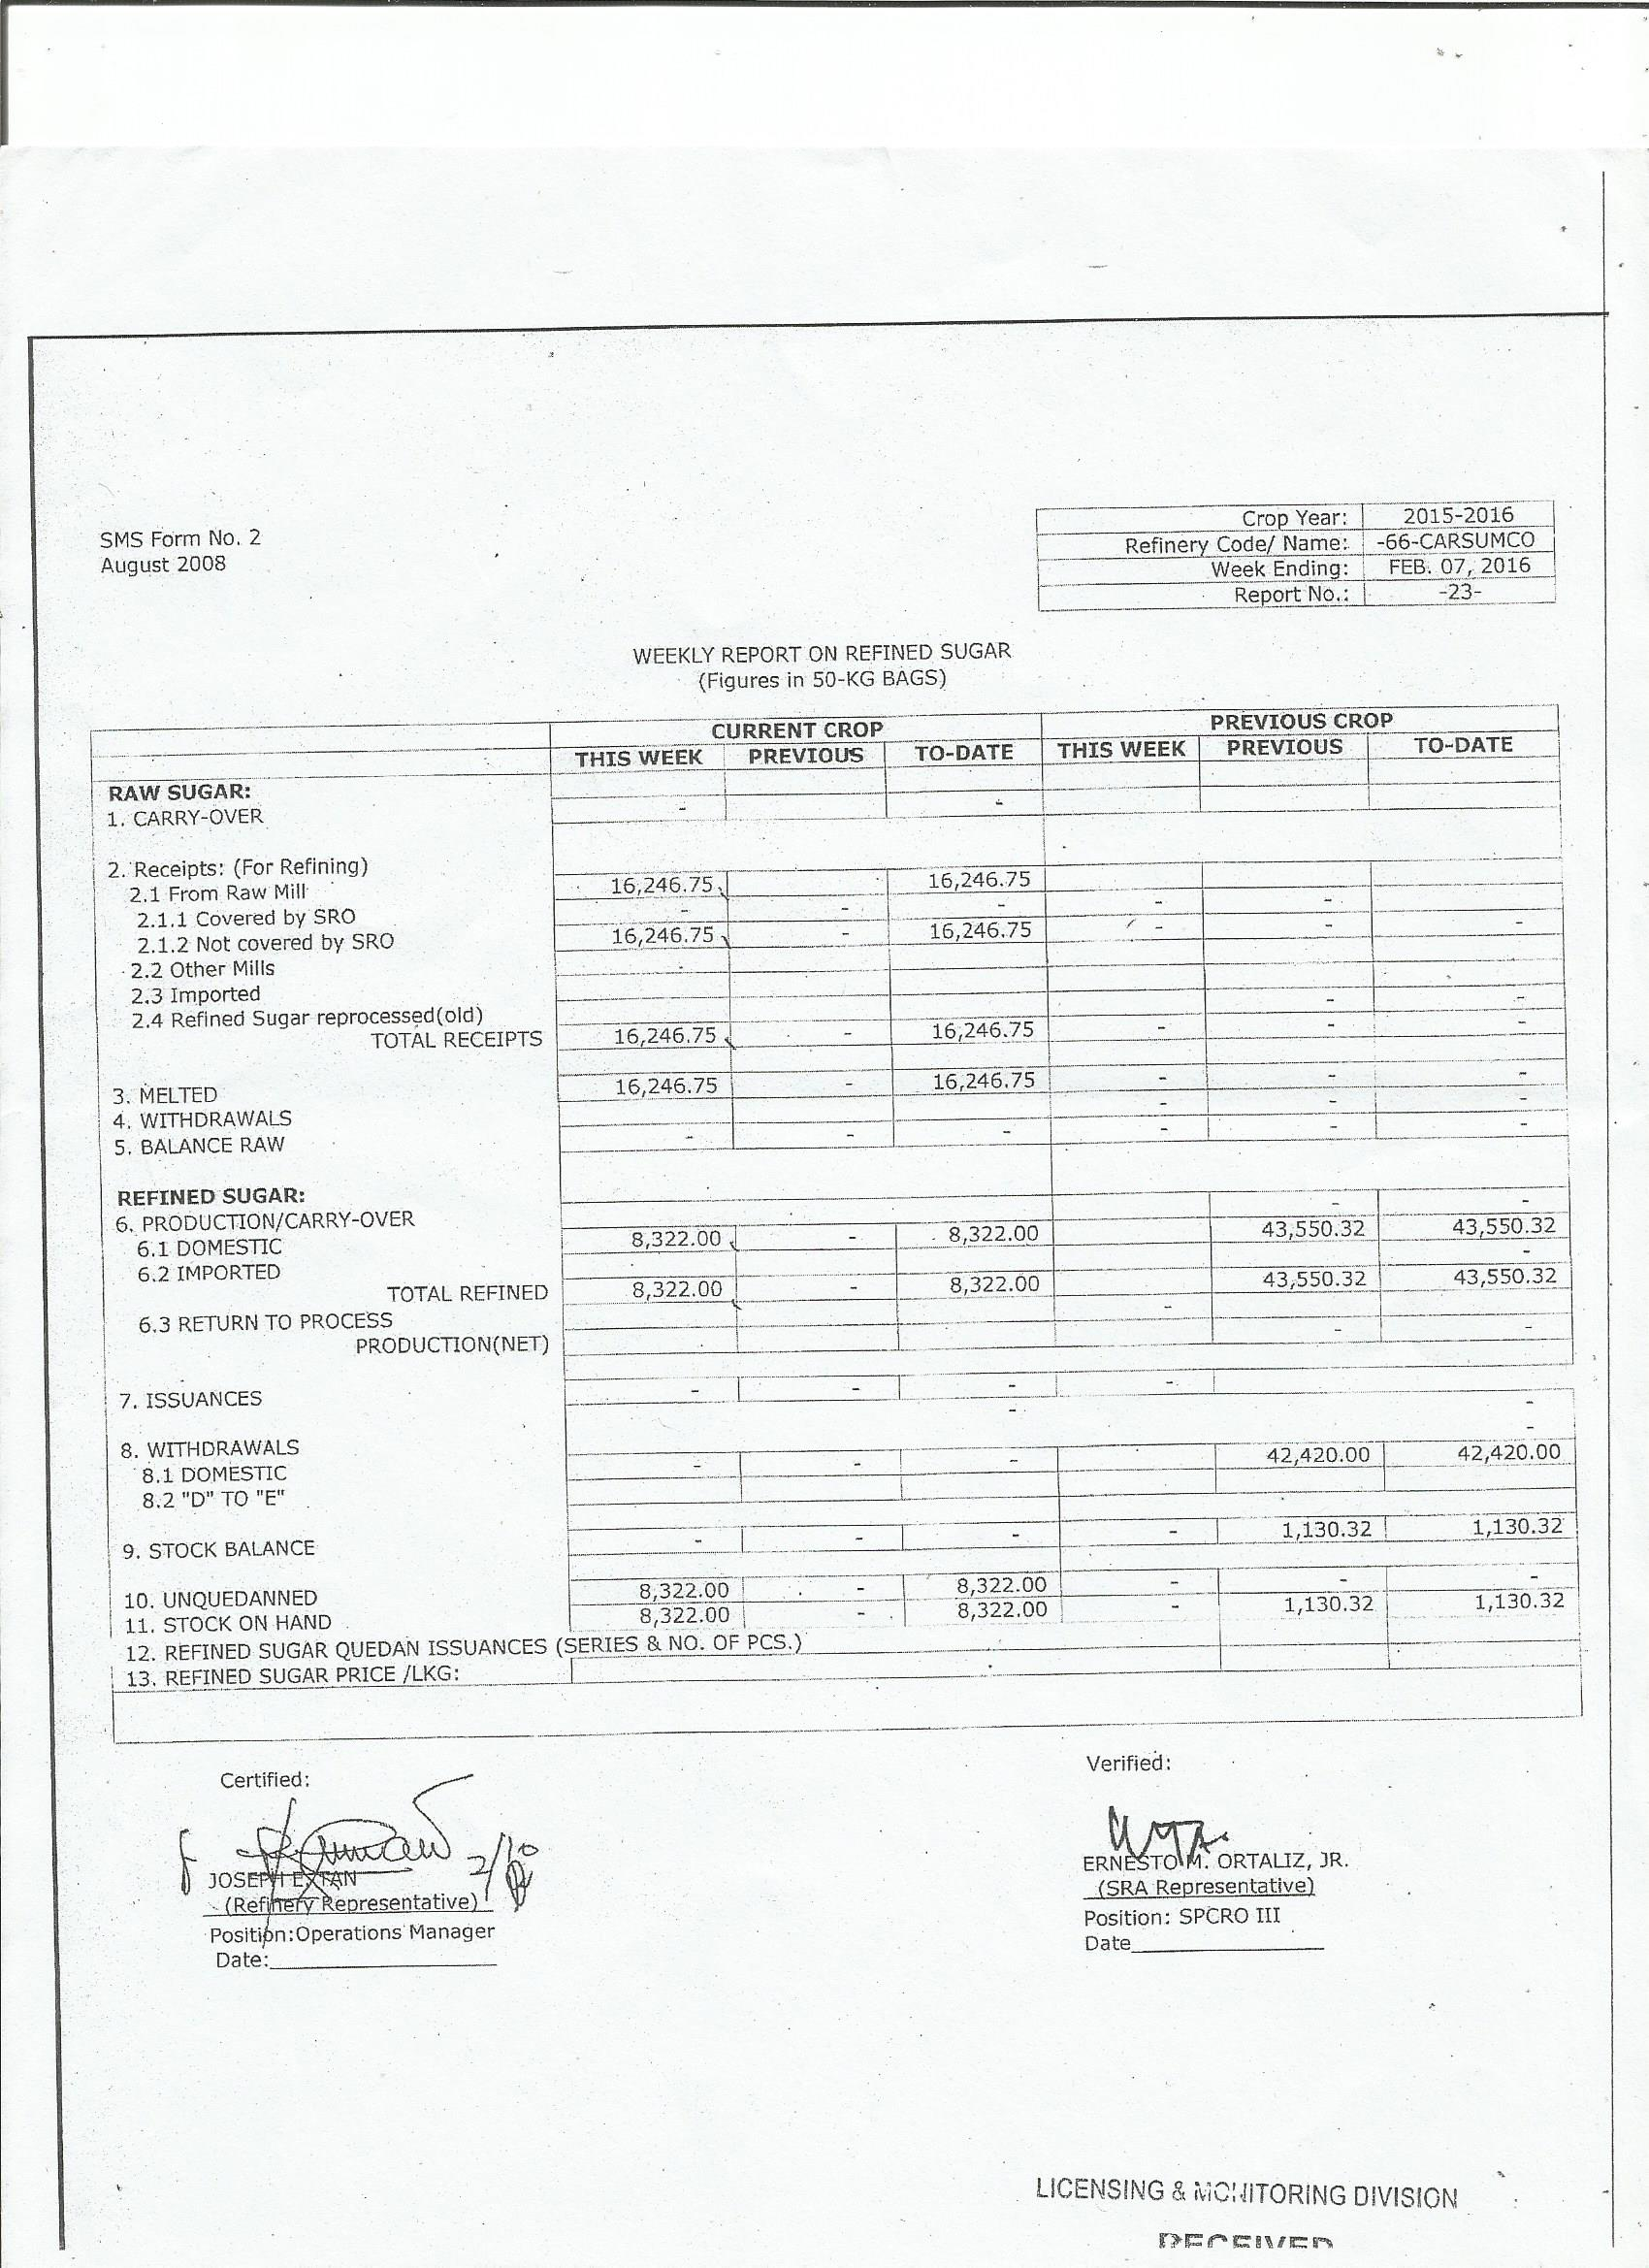 SMS Form No. 2
August 2008
Crop Year: 2015-2016
Refinery Code/ Name: -66-CARSUMCO
Week Ending: FEB. 07, 2016
Report No.: -23-
WEEKLY REPORT ON REFINED SUGAR
(Figures in 50-KG BAGS)
CURRENT CROP PREVIOUS CROP
THIS WEEK PREVIOUS TO-DATE THIS WEEK PREVIOUS TO-DATE
RAW SUGAR:
1. CARRY-OVER - -
2. Receipts: (For Refining)
2.1 From Raw Mill 16,246.75 16,246.75
2.1.1 Covered by SRO - - - - -
2.1.2 Not covered by SRO 16,246.75 - 16,246.75 - - -
2.2 Other Mills
2.3 Imported
2.4 Refined Sugar reprocessed(old) - -
TOTAL RECEIPTS 16,246.75 - 16,246.75 - - -
3. MELTED 16,246.75 - 16,246.75 - - -
4. WITHDRAWALS - - -
5. BALANCE RAW - - - - - -
REFINED SUGAR:
6. PRODUCTION/CARRY-OVER - -
6.1 DOMESTIC 8,322.00 - 8,322.00 43,550.32 43,550.32
6.2 IMPORTED -
TOTAL REFINED 8,322.00 - 8,322.00 43,550.32 43,550.32
6.3 RETURN TO PROCESS -
PRODUCTION(NET) - -
7. ISSUANCES - - - -
- -
8. WITHDRAWALS -
8.1 DOMESTIC - - - 42,420.00 42,420.00
8.2 "D" TO "E"
9. STOCK BALANCE - - - - 1,130.32 1,130.32
10. UNQUEDANNED 8,322.00 - 8,322.00 - - -
11. STOCK ON HAND 8,322.00 - 8,322.00 - 1,130.32 1,130.32
12. REFINED SUGAR QUEDAN ISSUANCES (SERIES & NO. OF PCS.)
13. REFINED SUGAR PRICE /LKG:
Certified:
2/10
JOSEPH E. TAN
(Refinery Representative)
Position:Operations Manager
Date:
Verified:
ERNESTO M. ORTALIZ, JR.
(SRA Representative)
Position: SPCRO III
Date
LICENSING & MONITORING DIVISION
RECEIVED